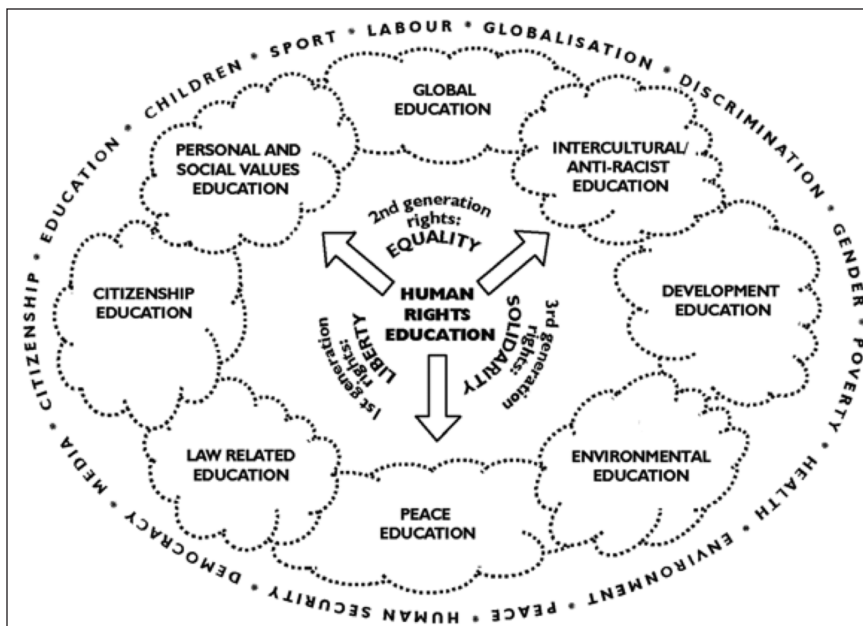 CITIZENSHIP * EDUCATION * CHILDREN * SPORT * LABOUR * GLOBALISATION * DISCRIMINATION * GENDER * POVERTY * HEALTH * ENVIRONMENT * PEACE * HUMAN SECURITY * DEMOCRACY * MEDIA *
GLOBAL
EDUCATION
PERSONAL AND
SOCIAL VALUES
EDUCATION
INTERCULTURAL/
ANTI-RACIST
EDUCATION
2nd generation
rights:
EQUALITY
CITIZENSHIP
EDUCATION
HUMAN
RIGHTS
EDUCATION
DEVELOPMENT
EDUCATION
1st generation
rights:
LIBERTY
3rd generation
rights:
SOLIDARITY
LAW RELATED
EDUCATION
ENVIRONMENTAL
EDUCATION
PEACE
EDUCATION